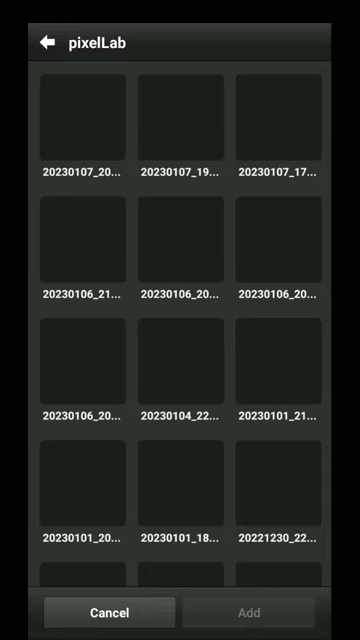 pixelLab
20230107_20... 20230107_19... 20230107_17...
20230106_21... 20230106_20... 20230106_20...
20230106_20... 20230104_22... 20230101_21...
20230101_20... 20230101_18... 20221230_22...
Cancel Add